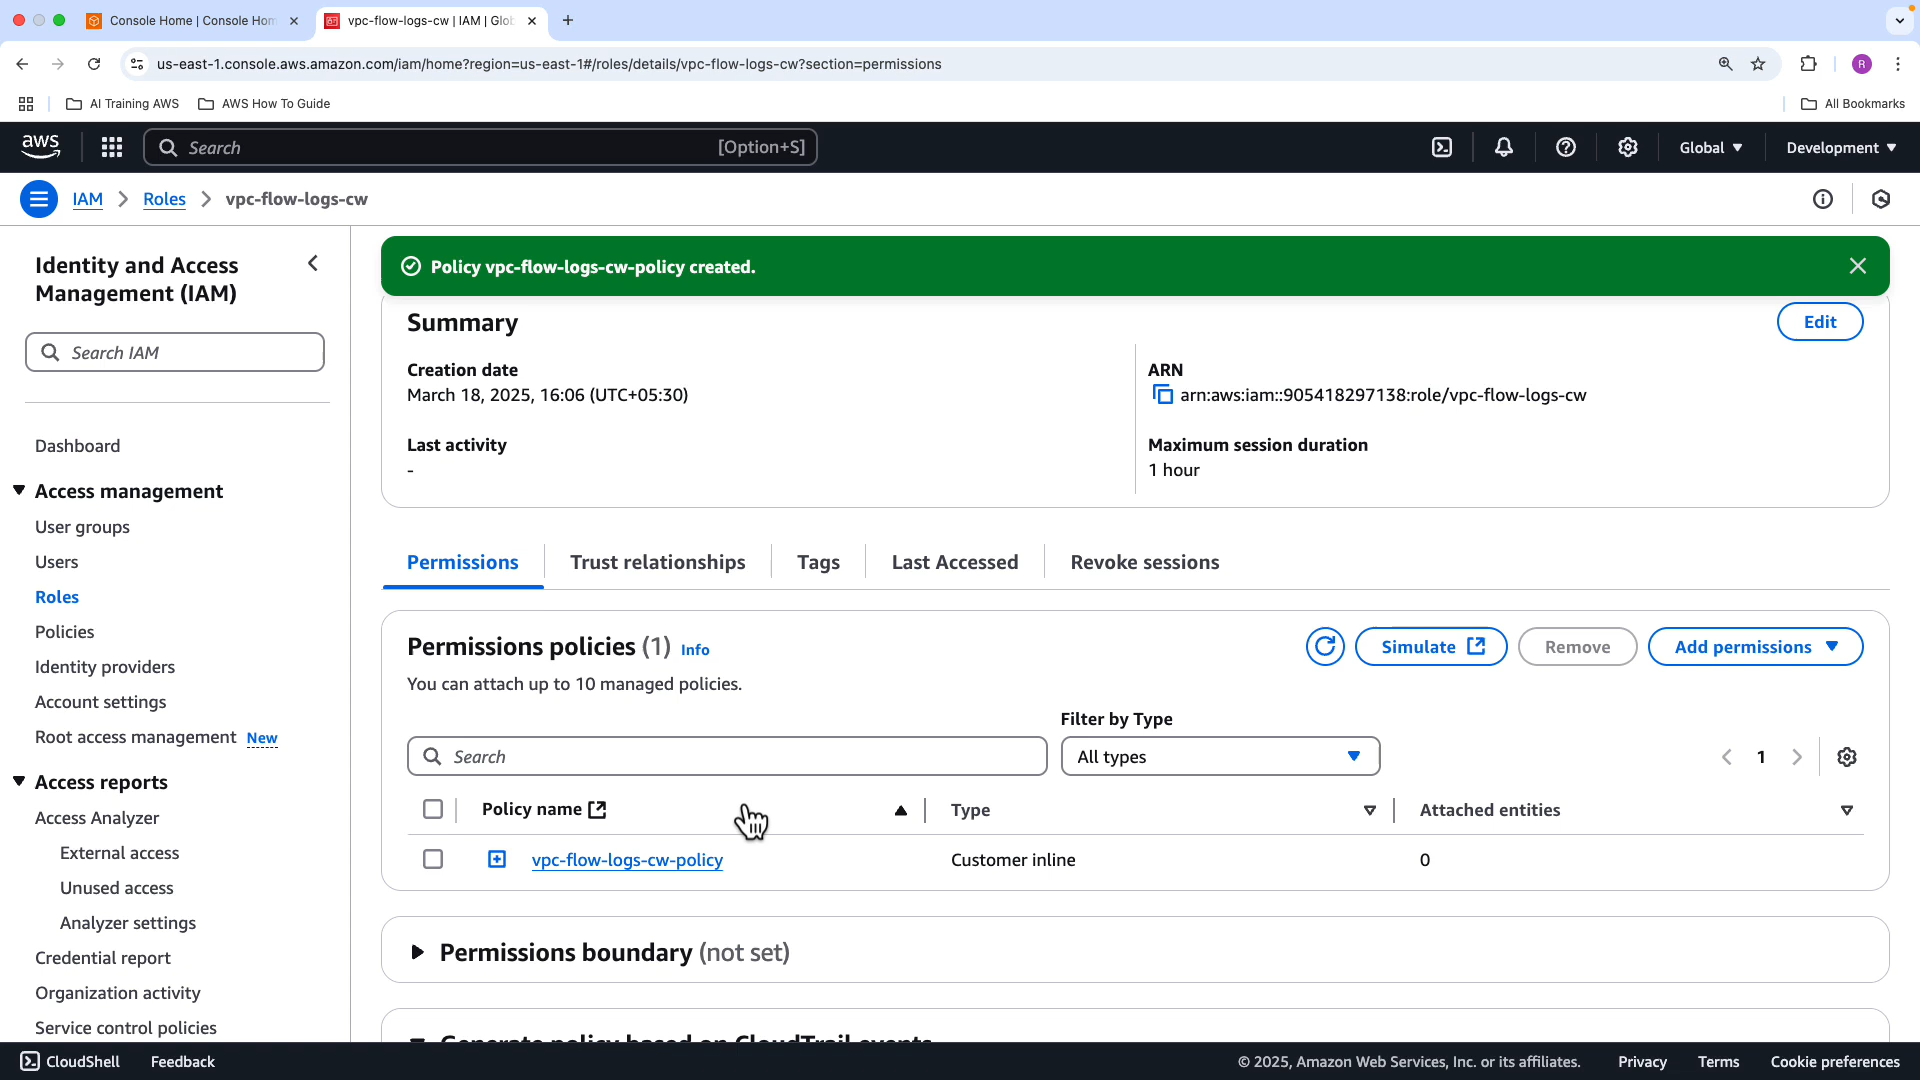 Console Home | Console Hom
vpc-flow-logs-cw | IAM | Glob
us-east-1.console.aws.amazon.com/iam/home?region=us-east-1#/roles/details/vpc-flow-logs-cw?section=permissions
R
AI Training AWS
AWS How To Guide
All Bookmarks
aws
Search
[Option+S]
Global
Development
IAM
Roles
vpc-flow-logs-cw
Identity and Access
Management (IAM)
Search IAM
Dashboard
Access management
User groups
Users
Roles
Policies
Identity providers
Account settings
Root access management New
Access reports
Access Analyzer
External access
Unused access
Analyzer settings
Credential report
Organization activity
Service control policies
Policy vpc-flow-logs-cw-policy created.
Summary
Edit
Creation date
March 18, 2025, 16:06 (UTC+05:30)
ARN
arn:aws:iam::905418297138:role/vpc-flow-logs-cw
Last activity
-
Maximum session duration
1 hour
Permissions
Trust relationships
Tags
Last Accessed
Revoke sessions
Permissions policies (1) Info
Simulate
Remove
Add permissions
You can attach up to 10 managed policies.
Filter by Type
Search
All types
1
Policy name
Type
Attached entities
vpc-flow-logs-cw-policy
Customer inline
0
Permissions boundary (not set)
Generate policy based on CloudTrail events
CloudShell
Feedback
© 2025, Amazon Web Services, Inc. or its affiliates.
Privacy
Terms
Cookie preferences